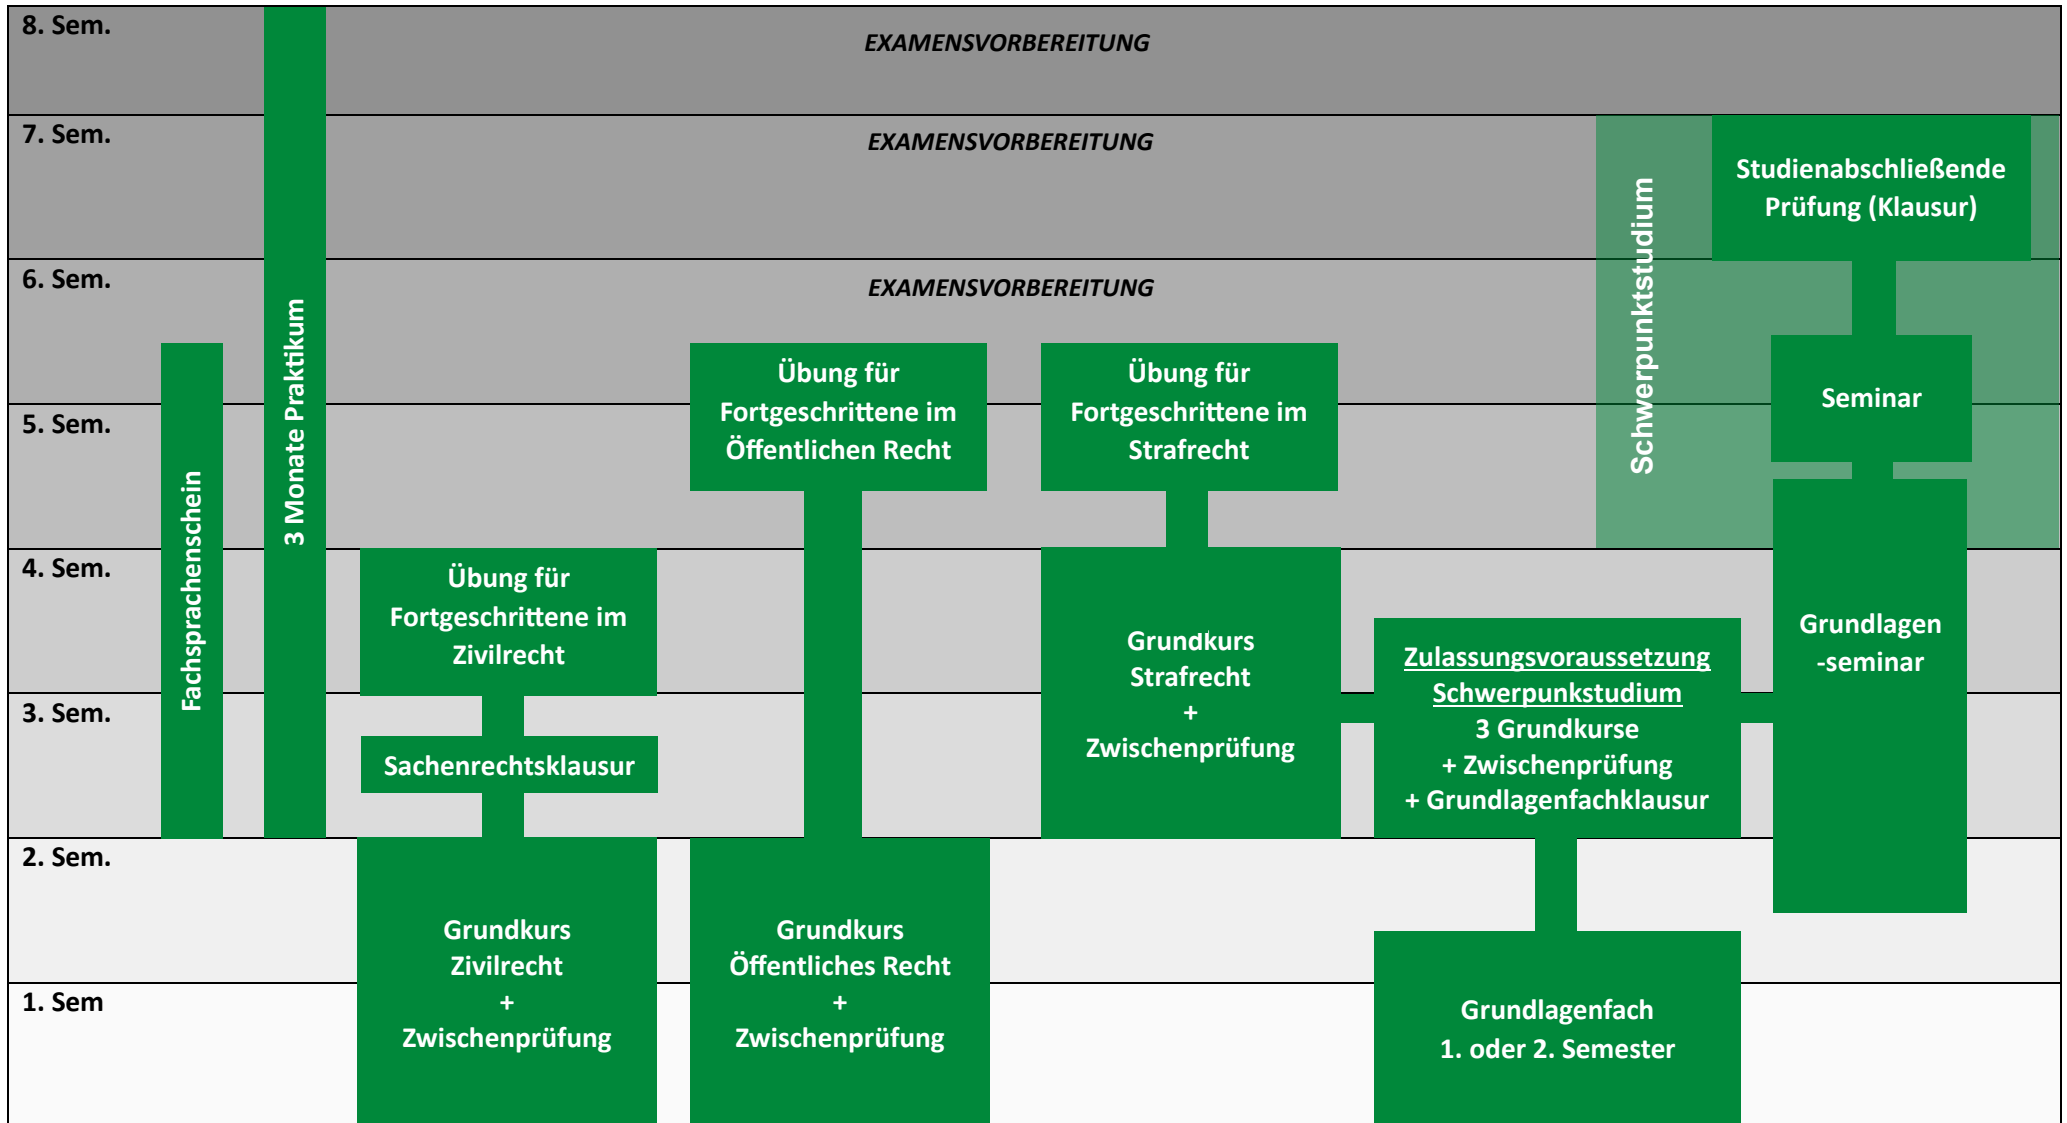 8. Sem.
EXAMENSVORBEREITUNG
7. Sem.
EXAMENSVORBEREITUNG
Studienabschließende
Prüfung (Klausur)
Schwerpunktstudium
6. Sem.
EXAMENSVORBEREITUNG
3 Monate Praktikum
Übung für
Fortgeschrittene im
Öffentlichen Recht
Übung für
Fortgeschrittene im
Strafrecht
Seminar
5. Sem.
Fachsprachenschein
4. Sem.
Übung für
Fortgeschrittene im
Zivilrecht
Grundkurs
Strafrecht
+
Zwischenprüfung
Zulassungsvoraussetzung
Schwerpunkstudium
3 Grundkurse
+ Zwischenprüfung
+ Grundlagenfachklausur
Grundlagen
-seminar
3. Sem.
Sachenrechtsklausur
2. Sem.
Grundkurs
Zivilrecht
+
Zwischenprüfung
Grundkurs
Öffentliches Recht
+
Zwischenprüfung
1. Sem
Grundlagenfach
1. oder 2. Semester